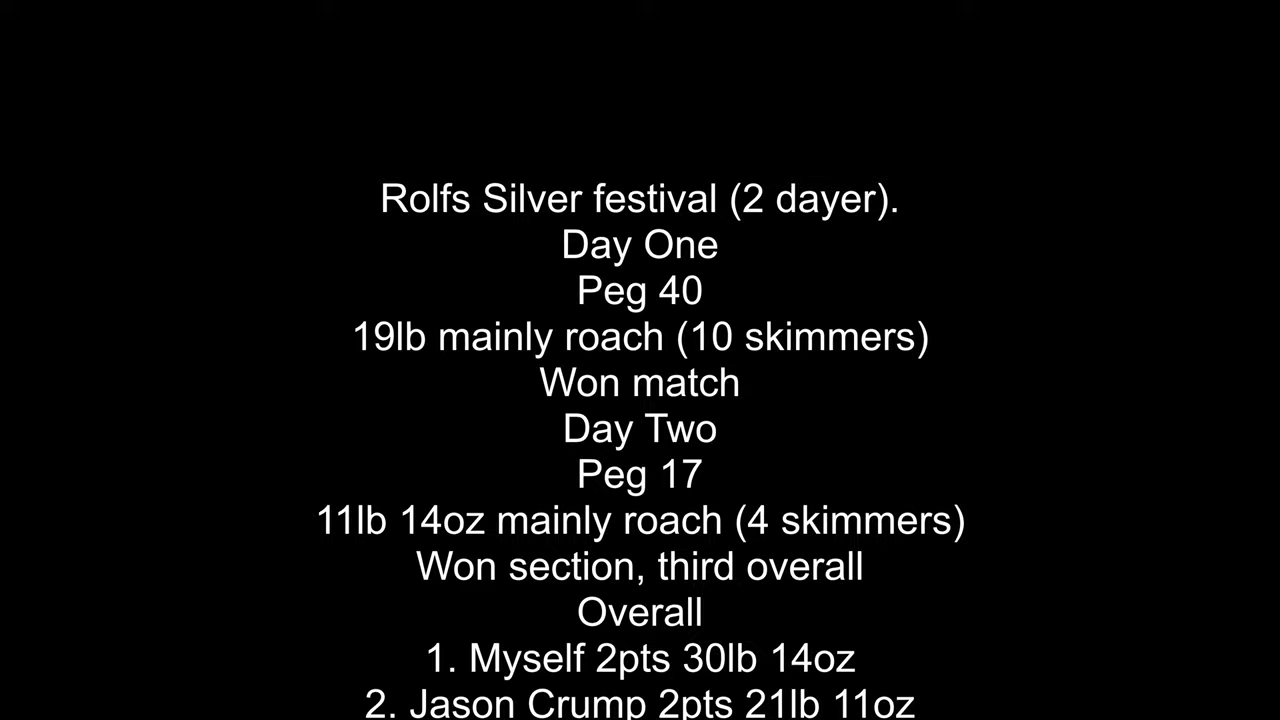 Rolfs Silver festival (2 dayer).
Day One
Peg 40
19lb mainly roach (10 skimmers)
Won match
Day Two
Peg 17
11lb 14oz mainly roach (4 skimmers)
Won section, third overall
Overall
1. Myself 2pts 30lb 14oz
2. Jason Crump 2pts 21lb 11oz